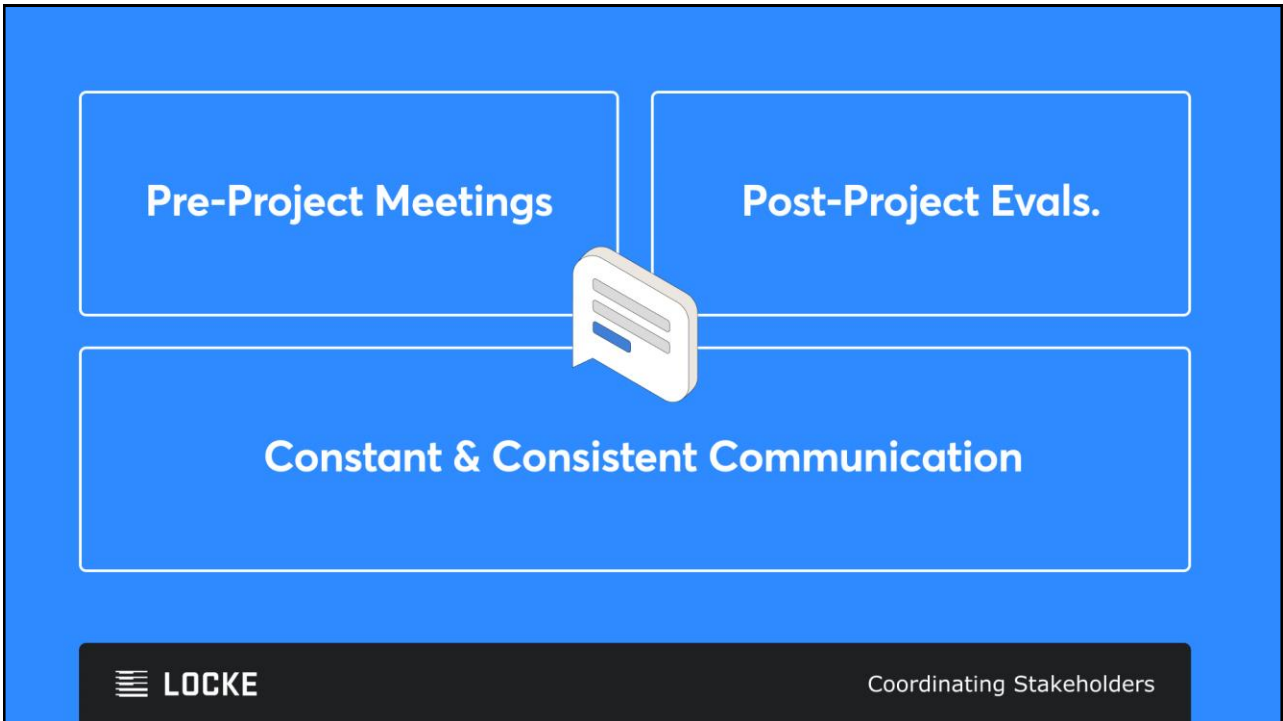 Pre-Project Meetings
Post-Project Evals.
Constant & Consistent Communication
LOCKE
Coordinating Stakeholders